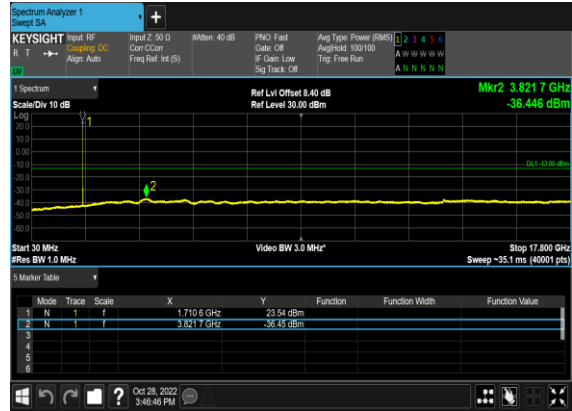 Spectrum Analyzer 1
Swept SA
+
KEYSIGHT Input: RF Input Z: 50 Ω #Atten: 40 dB PNO: Fast Avg Type: Power (RMS) 1 2 3 4 5 6
R T Coupling: DC Corr CCorr Gate: Off Avg|Hold: 100/100 A W W W W W
Align: Auto Freq Ref: Int (S) IF Gain: Low Trig: Free Run
Sig Track: Off A N N N N N
1 Spectrum Ref Lvl Offset 8.40 dB Mkr2 3.821 7 GHz
Scale/Div 10 dB Ref Level 30.00 dBm -36.446 dBm
Log
1
20.0
10.0
0.00
-10.0 DL1 -13.00 dBm
-20.0
-30.0 2
-40.0
-50.0
-60.0
Start 30 MHz Video BW 3.0 MHz* Stop 17.800 GHz
#Res BW 1.0 MHz Sweep ~35.1 ms (40001 pts)
5 Marker Table
Mode Trace Scale X Y Function Function Width Function Value
1 N 1 f 1.710 6 GHz 23.54 dBm
2 N 1 f 3.821 7 GHz -36.45 dBm
3
4
5
6
? Oct 28, 2022
3:46:46 PM